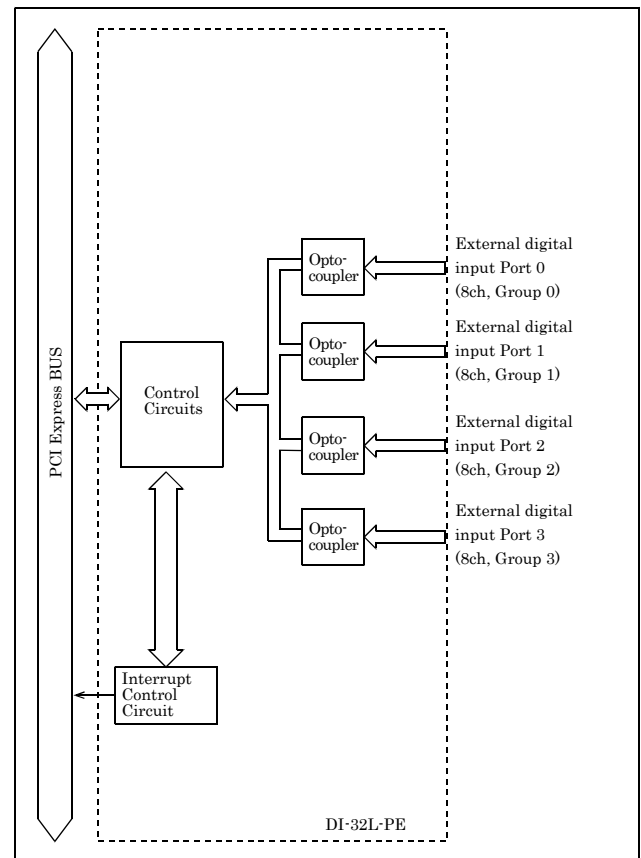 PCI Express BUS
Control
Circuits
Interrupt
Control
Circuit
Opto-
coupler
External digital
input Port 0
(8ch, Group 0)
Opto-
coupler
External digital
input Port 1
(8ch, Group 1)
Opto-
coupler
External digital
input Port 2
(8ch, Group 2)
Opto-
coupler
External digital
input Port 3
(8ch, Group 3)
DI-32L-PE